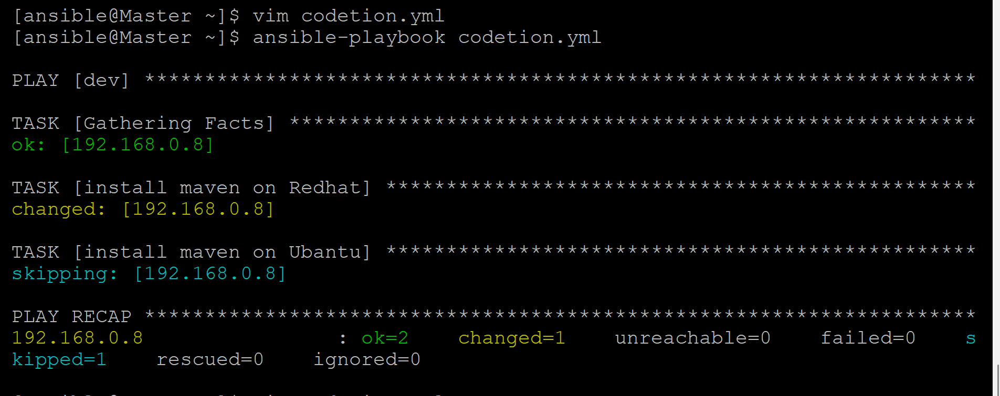 [ansible@Master ~]$ vim codetion.yml
[ansible@Master ~]$ ansible-playbook codetion.yml
PLAY [dev] *********************************************************************
TASK [Gathering Facts] *********************************************************
ok: [192.168.0.8]
TASK [install maven on Redhat] *************************************************
changed: [192.168.0.8]
TASK [install maven on Ubantu] *************************************************
skipping: [192.168.0.8]
PLAY RECAP *********************************************************************
192.168.0.8                : ok=2    changed=1    unreachable=0    failed=0    s
kipped=1    rescued=0    ignored=0